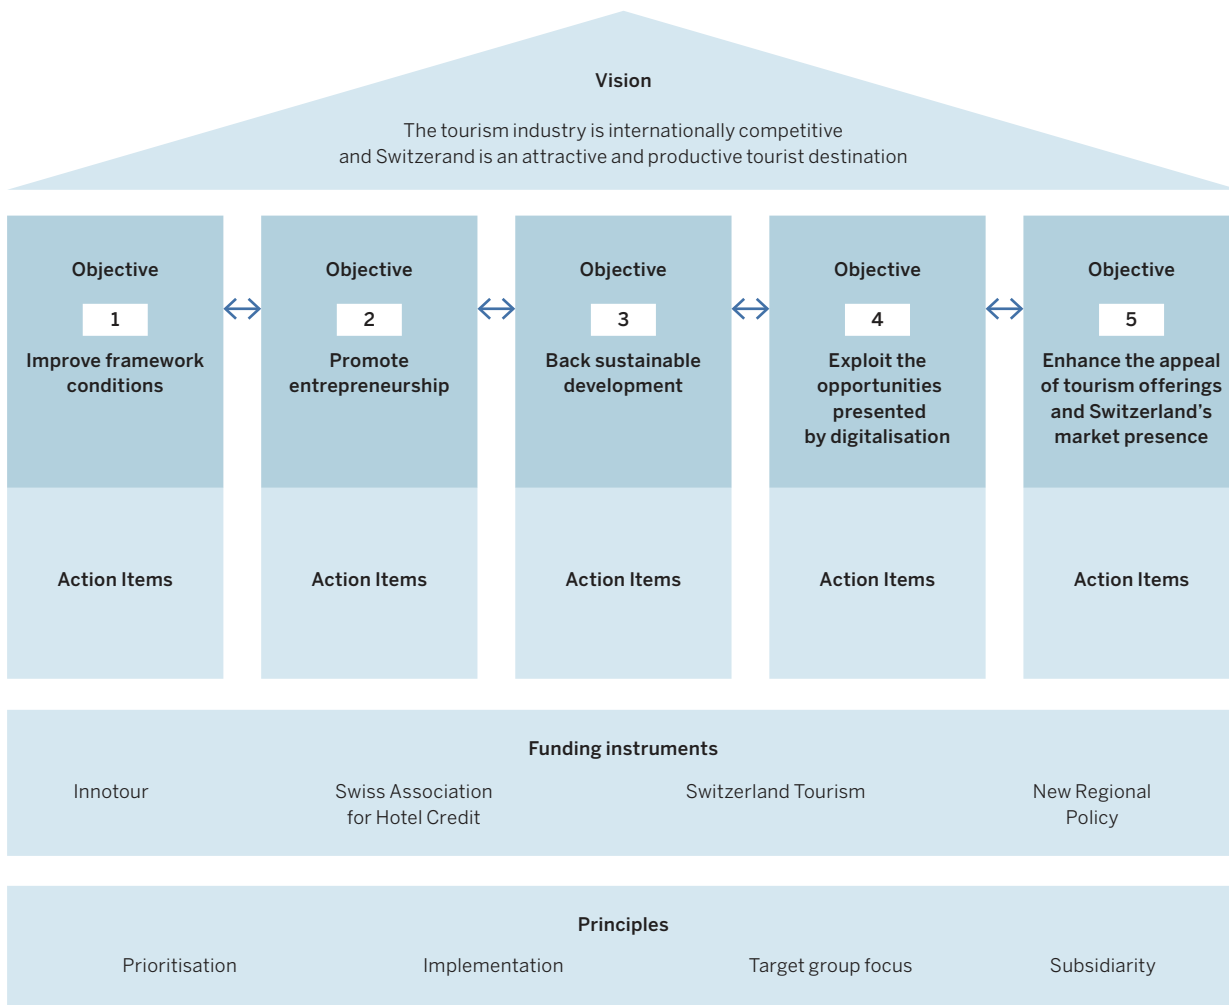 Vision
The tourism industry is internationally competitive
and Switzerand is an attractive and productive tourist destination
Objective
1
Improve framework
conditions
Objective
2
Promote
entrepreneurship
Objective
3
Back sustainable
development
Objective
4
Exploit the
opportunities
presented
by digitalisation
Objective
5
Enhance the appeal
of tourism offerings
and Switzerland’s
market presence
Action Items
Action Items
Action Items
Action Items
Action Items
Funding instruments
Innotour
Swiss Association
for Hotel Credit
Switzerland Tourism
New Regional
Policy
Principles
Prioritisation
Implementation
Target group focus
Subsidiarity